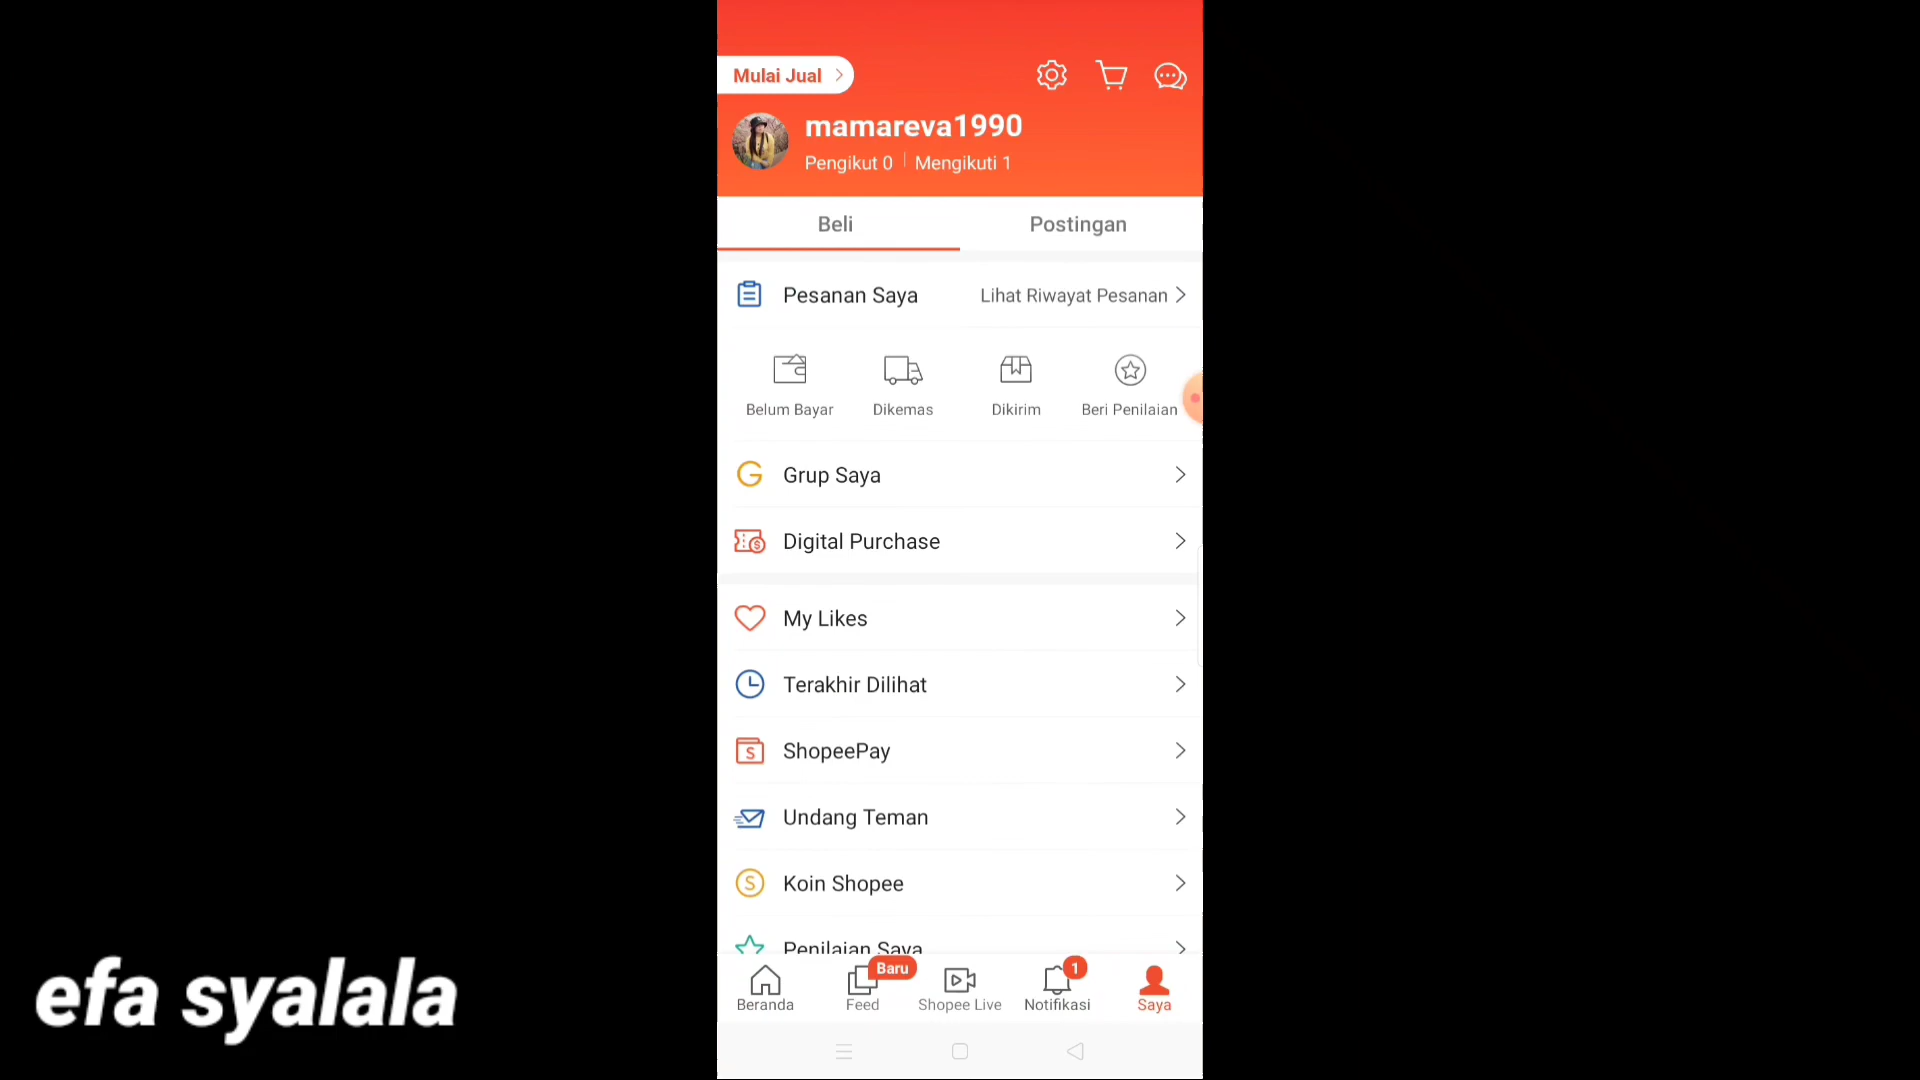 Mulai Jual
mamareva1990
Pengikut 0 Mengikuti 1
Beli Postingan
Pesanan Saya Lihat Riwayat Pesanan
Belum Bayar Dikemas Dikirim Beri Penilaian
Grup Saya
Digital Purchase
My Likes
Terakhir Dilihat
ShopeePay
Undang Teman
Koin Shopee
Penilaian Saya
Baru 1
Beranda Feed Shopee Live Notifikasi Saya
efa syalala